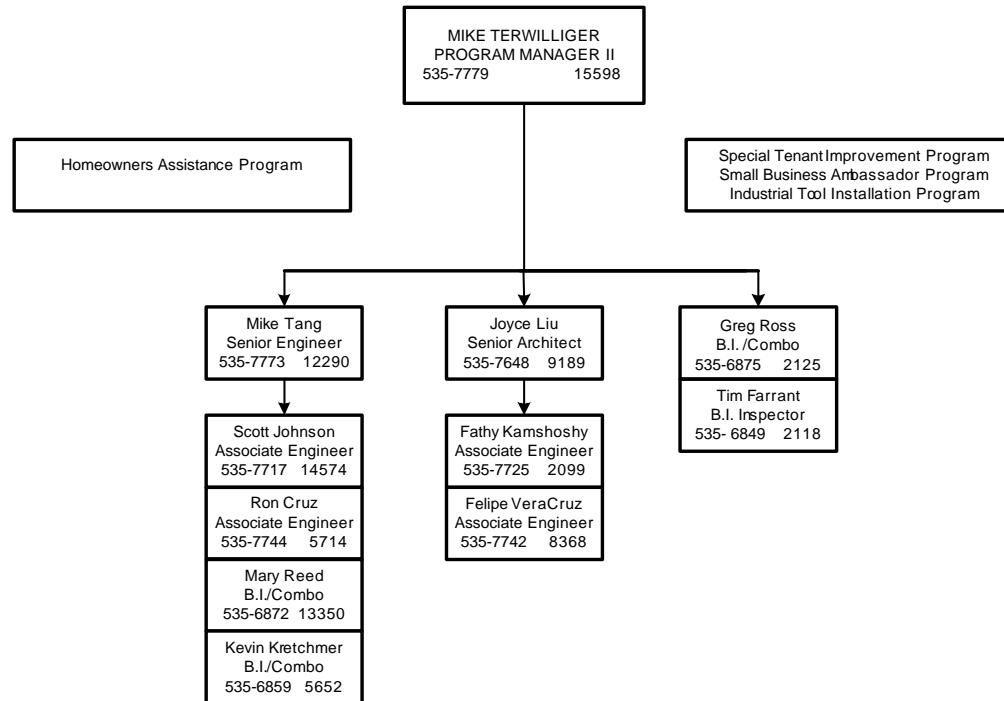 MIKE TERWILLIGER
PROGRAM MANAGER II
535-7779 15598
Homeowners Assistance Program
Special Tenant Improvement Program
Small Business Ambassador Program
Industrial Tool Installation Program
Mike Tang
Senior Engineer
535-7773 12290
Joyce Liu
Senior Architect
535-7648 9189
Greg Ross
B.I. /Combo
535-6875 2125
Tim Farrant
B.I. Inspector
535- 6849 2118
Scott Johnson
Associate Engineer
535-7717 14574
Ron Cruz
Associate Engineer
535-7744 5714
Mary Reed
B.I./Combo
535-6872 13350
Kevin Kretchmer
B.I./Combo
535-6859 5652
Fathy Kamshoshy
Associate Engineer
535-7725 2099
Felipe VeraCruz
Associate Engineer
535-7742 8368